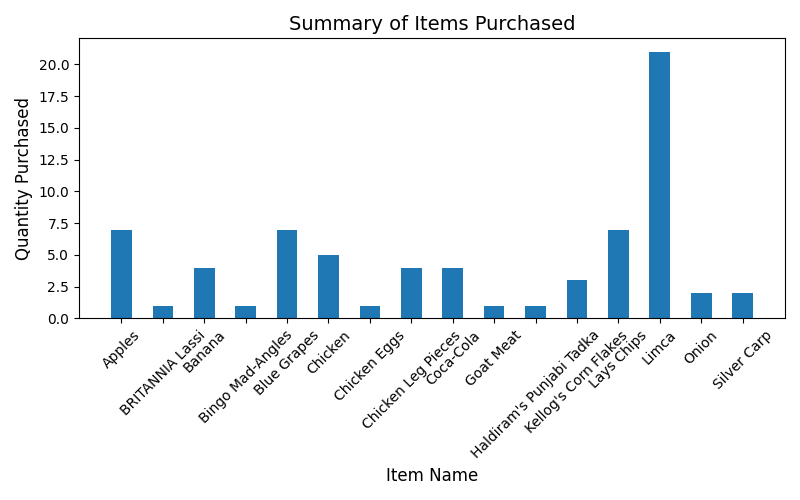 Summary of Items Purchased
Quantity Purchased
20.0
17.5
15.0
12.5
10.0
7.5
5.0
2.5
0.0
Apples
BRITANNIA Lassi
Banana
Bingo Mad-Angles
Blue Grapes
Chicken
Chicken Eggs
Chicken Leg Pieces
Coca-Cola
Goat Meat
Haldiram's Punjabi Tadka
Kellog's Corn Flakes
Lays Chips
Limca
Onion
Silver Carp
Item Name